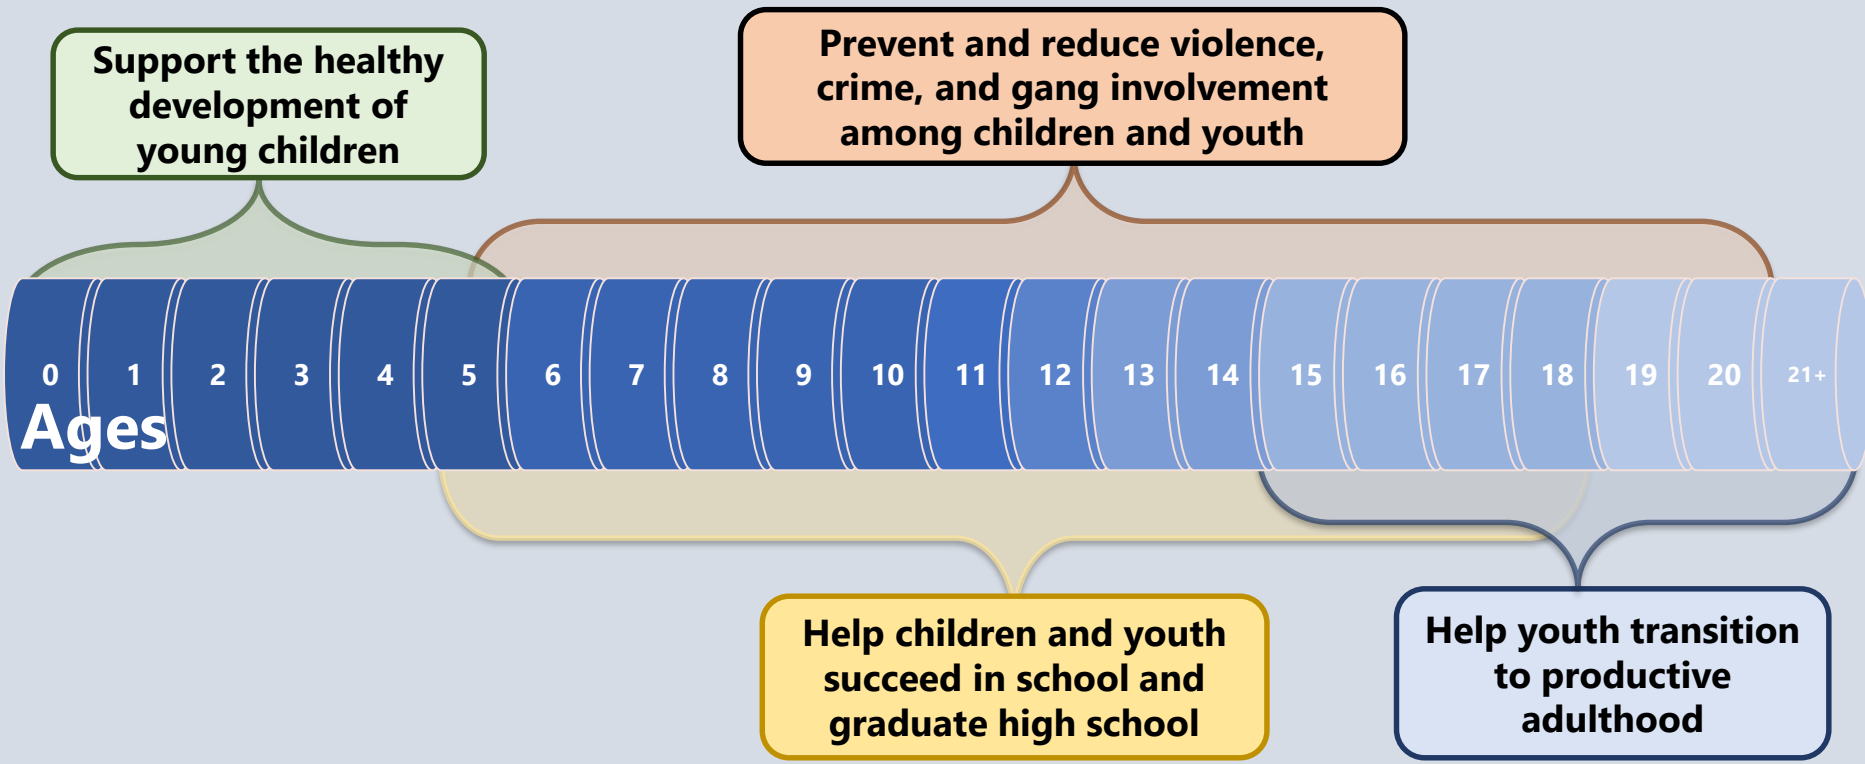 Support the healthy
development of
young children
Prevent and reduce violence,
crime, and gang involvement
among children and youth
0 1 2 3 4 5 6 7 8 9 10 11 12 13 14 15 16 17 18 19 20 21+
Ages
Help children and youth
succeed in school and
graduate high school
Help youth transition
to productive
adulthood